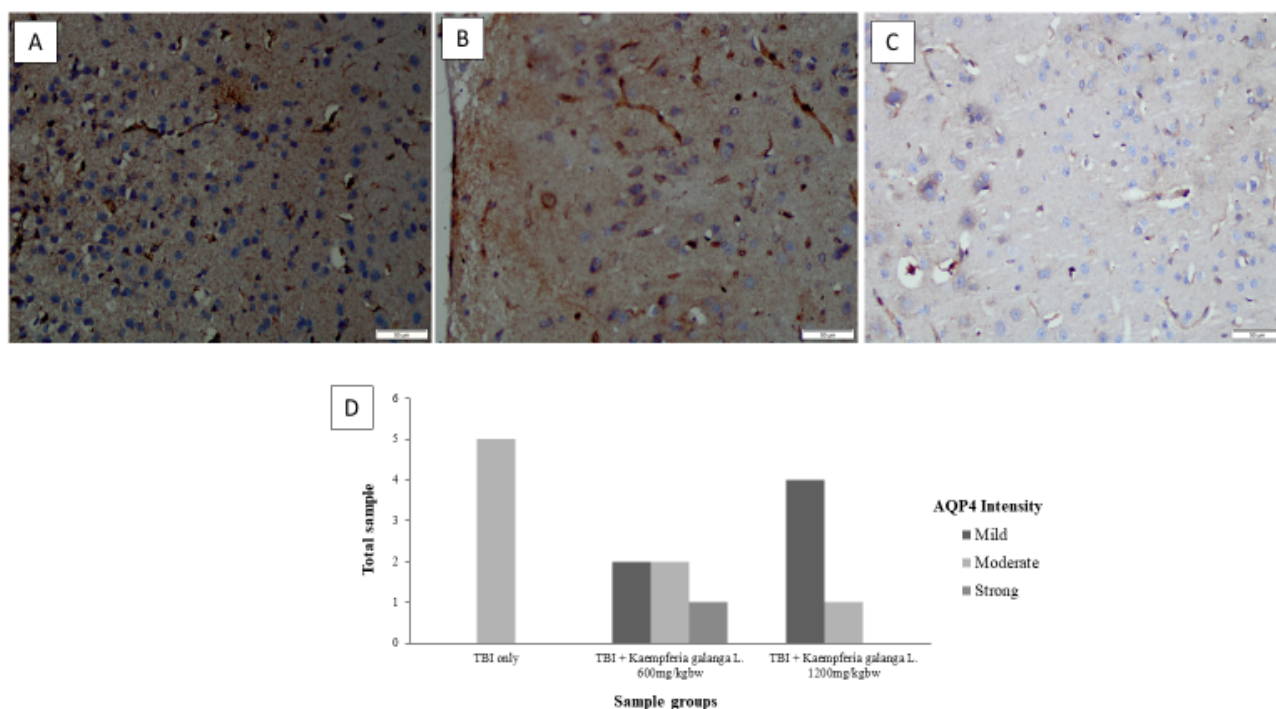 A
B
C
D
6
5
4
3
2
1
0
Total sample
TBI only
TBI + Kaempferia galanga L.
600mg/kgbw
TBI + Kaempferia galanga L.
1200mg/kgbw
Sample groups
AQP4 Intensity
Mild
Moderate
Strong